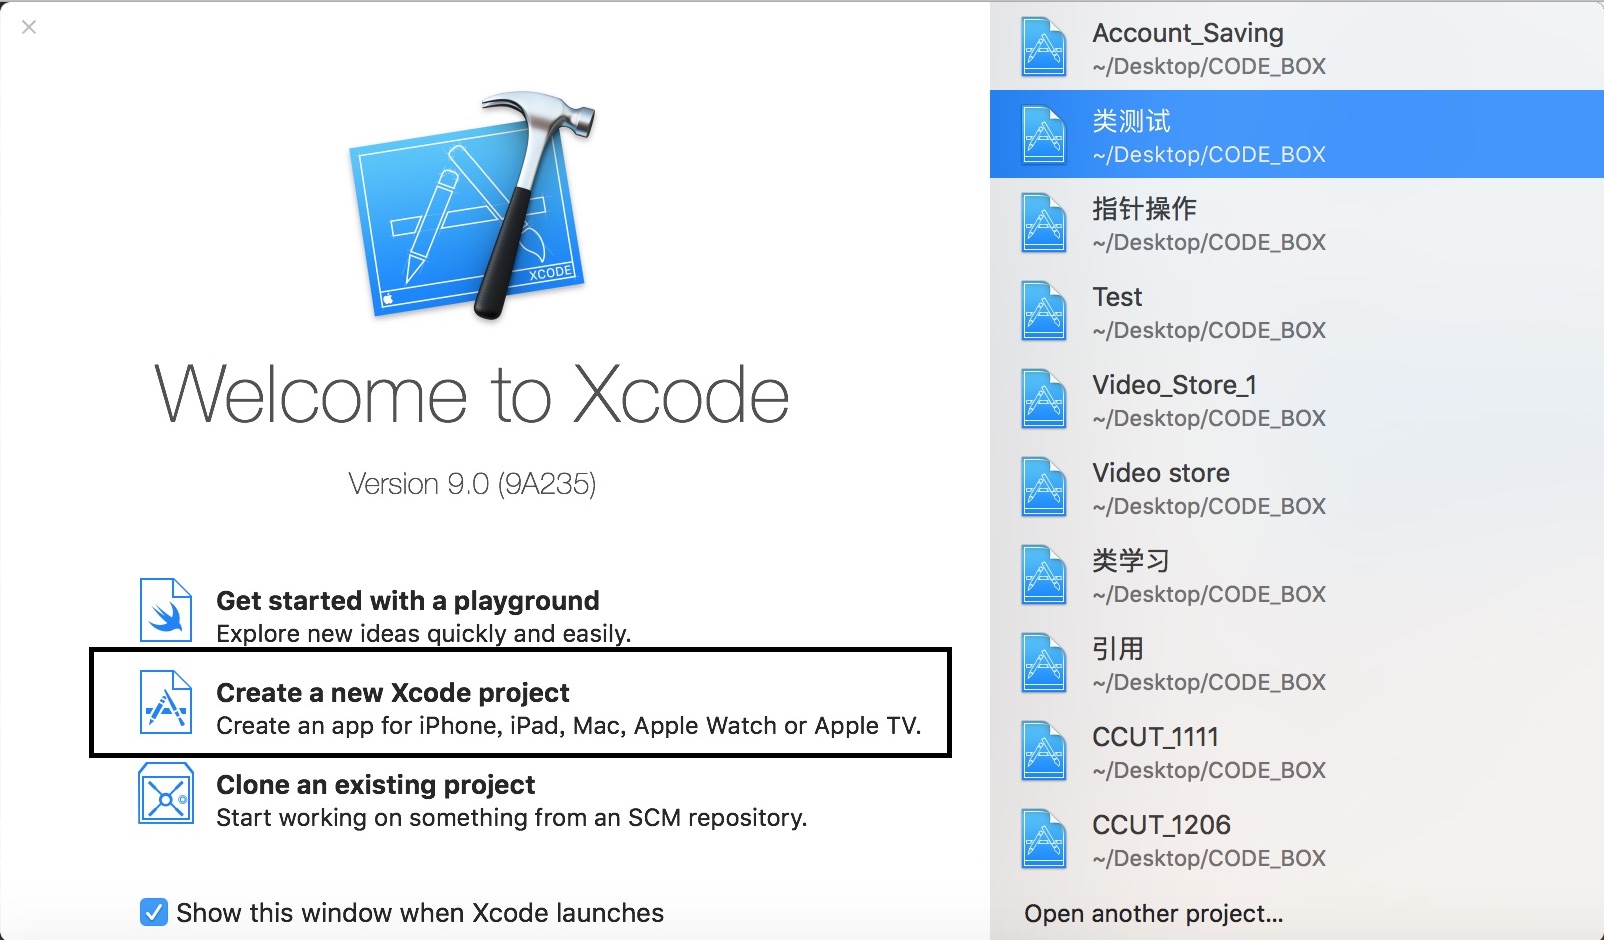 XCODE
Welcome to Xcode
Version 9.0 (9A235)
Get started with a playground
Explore new ideas quickly and easily.
Create a new Xcode project
Create an app for iPhone, iPad, Mac, Apple Watch or Apple TV.
Clone an existing project
Start working on something from an SCM repository.
Show this window when Xcode launches
Account_Saving
~/Desktop/CODE_BOX
类测试
~/Desktop/CODE_BOX
指针操作
~/Desktop/CODE_BOX
Test
~/Desktop/CODE_BOX
Video_Store_1
~/Desktop/CODE_BOX
Video store
~/Desktop/CODE_BOX
类学习
~/Desktop/CODE_BOX
引用
~/Desktop/CODE_BOX
CCUT_1111
~/Desktop/CODE_BOX
CCUT_1206
~/Desktop/CODE_BOX
Open another project...